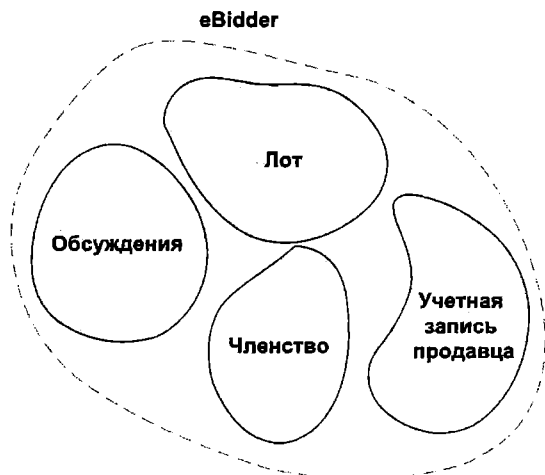 eBidder
Лот
Обсуждения
Учетная
запись
продавца
Членство